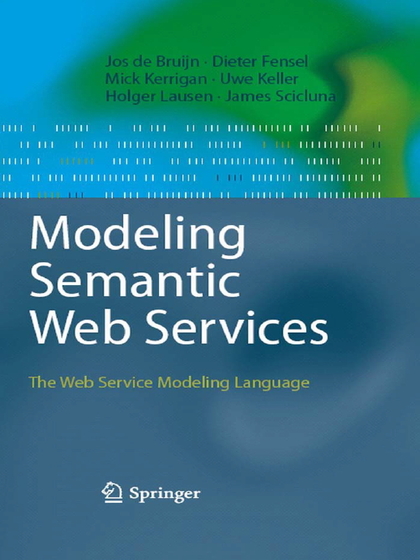 Jos de Bruijn · Dieter Fensel
Mick Kerrigan · Uwe Keller
Holger Lausen · James Scicluna
Modeling
Semantic
Web Services
The Web Service Modeling Language
Springer